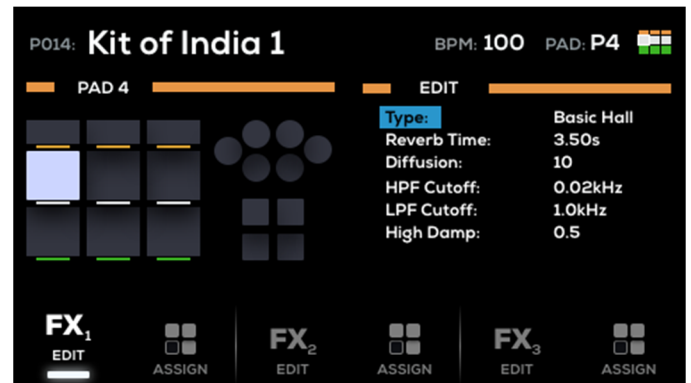 P014: Kit of India 1 BPM: 100 PAD: P4
PAD 4
EDIT
Type: Basic Hall
Reverb Time: 3.50s
Diffusion: 10
HPF Cutoff: 0.02kHz
LPF Cutoff: 1.0kHz
High Damp: 0.5
FX1 FX2 FX3
EDIT ASSIGN EDIT ASSIGN EDIT ASSIGN